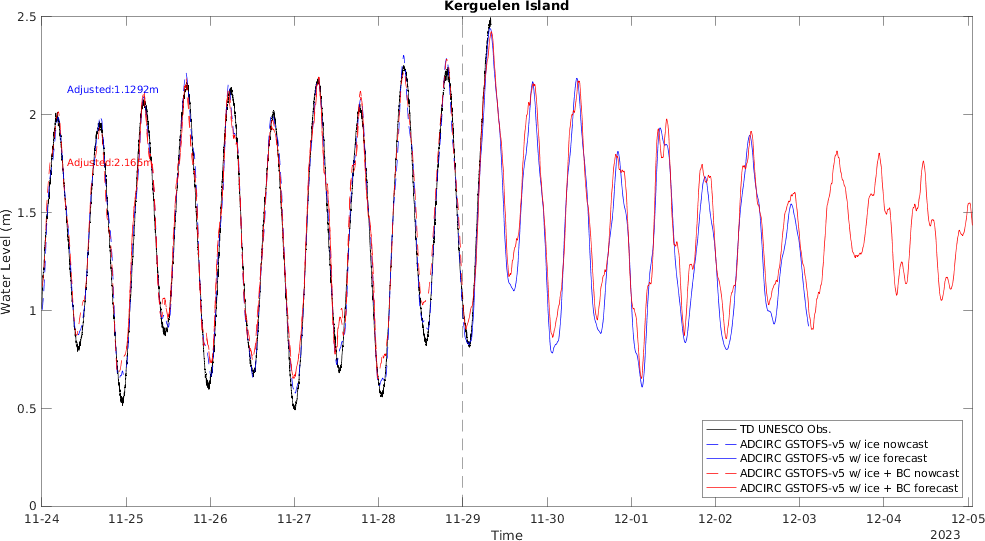 Kerguelen Island
2.5
2
1.5
1
0.5
0
Water Level (m)
Adjusted:1.1292m
Adjusted:2.165m
TD UNESCO Obs.
ADCIRC GSTOFS-v5 w/ ice nowcast
ADCIRC GSTOFS-v5 w/ ice forecast
ADCIRC GSTOFS-v5 w/ ice + BC nowcast
ADCIRC GSTOFS-v5 w/ ice + BC forecast
11-24 11-25 11-26 11-27 11-28 11-29 11-30 12-01 12-02 12-03 12-04 12-05
Time
2023